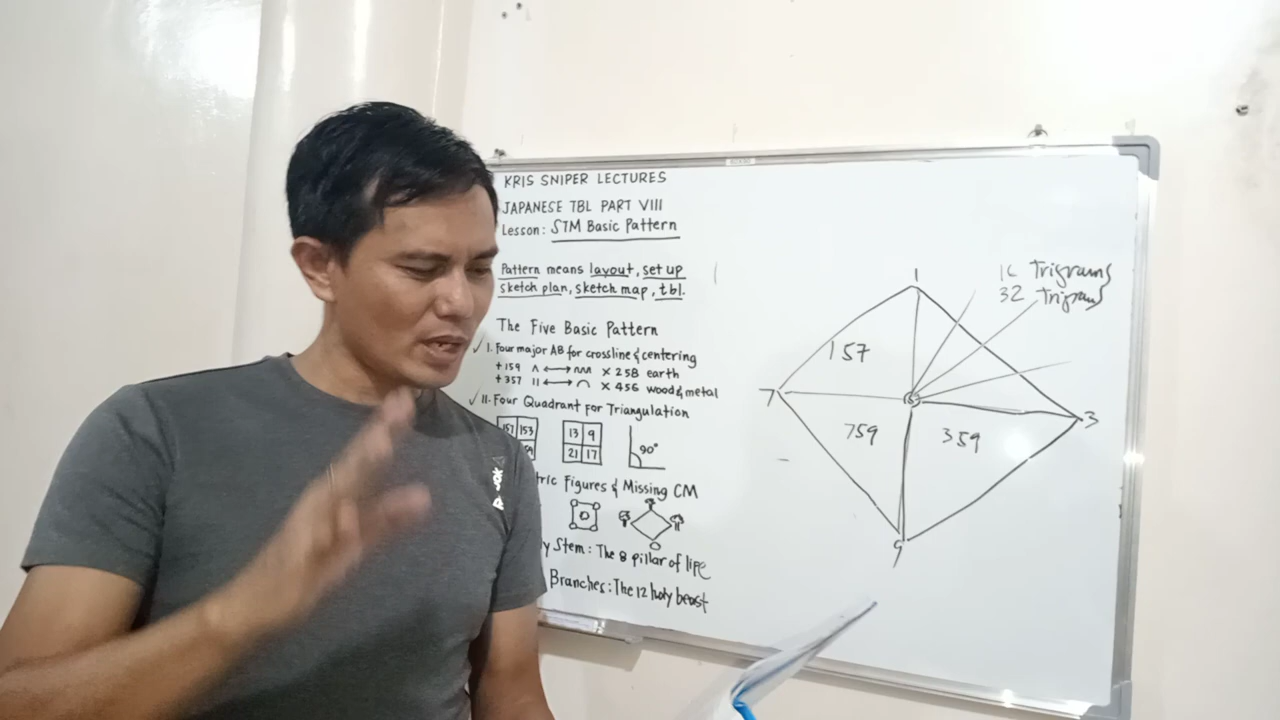 KRIS SNIPER LECTURES
JAPANESE TBL PART VIII
Lesson: STM Basic Pattern
Pattern means layout, set up
sketch plan, sketch map, tbl.
The Five Basic Pattern
✓ I. Four major AB for crossline & centering
+159 ∧ ⟷ × 258 earth
+357 || ⟷ ⌒ × 456 wood & metal
✓ II. Four Quadrant for Triangulation
157 153
13 9
21 17
90°
Figures & Missing CM
Stem: The 8 pillar of life
Branches: The 12 holy beast
1
16 Trigrams
32 Trigrams
157
7
5
3
759
359
9